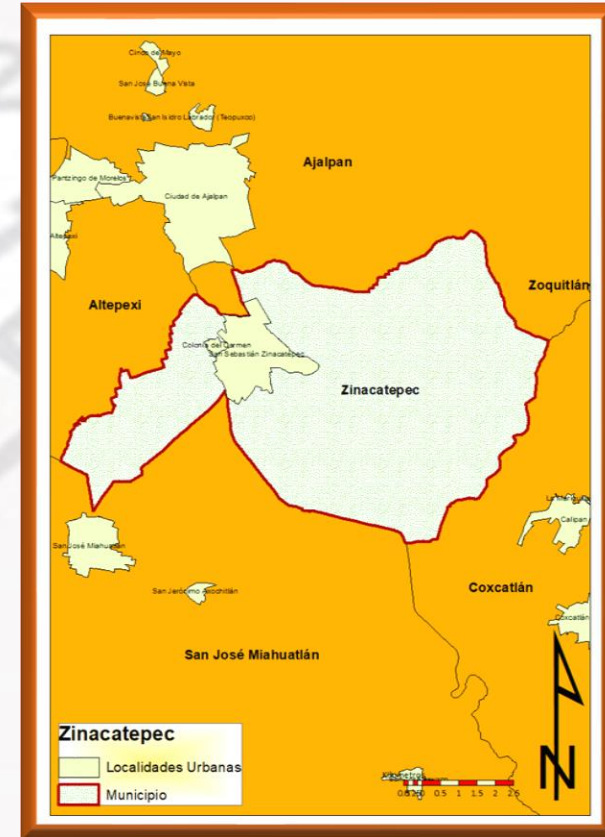 Cinco de Mayo
San José Buena Vista
Buenavista San Isidro Labrador (Teopuxco)
Ajalpan
Pantzingo de Morelos
Ciudad de Ajalpan
Altepexi
Zoquitlán
Altepexi
Colonia del Carmen
San Sebastián Zinacatepec
Zinacatepec
Calipan
San José Miahuatlán
San Jerónimo Axochitlán
Coxcatlán
Coxcatlán
San José Miahuatlán
Zinacatepec
Localidades Urbanas
Municipio
0.5 1 1.5 2 2.5
N